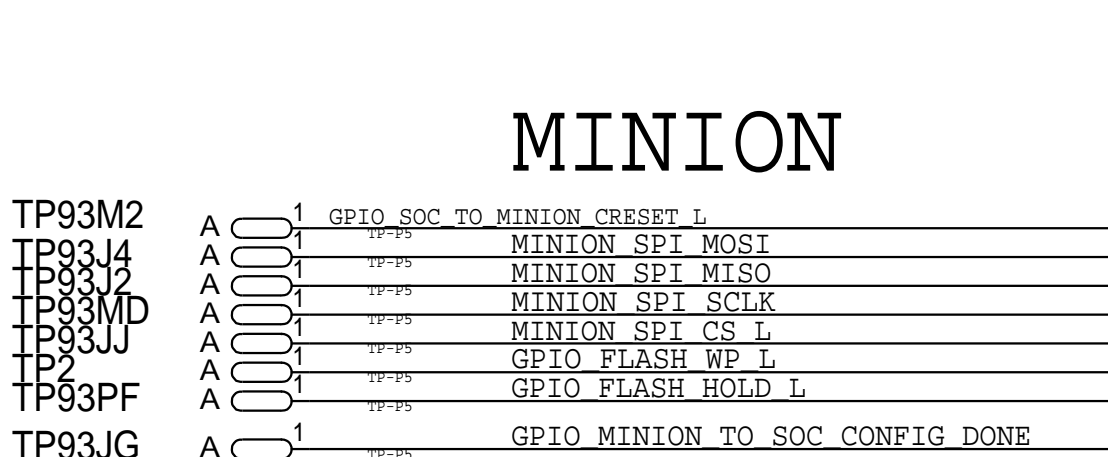 MINION
TP93M2 A 1 GPIO_SOC_TO_MINION_CRESET_L
TP-P5
TP93J4 A 1 MINION_SPI_MOSI
TP-P5
TP93J2 A 1 MINION_SPI_MISO
TP-P5
TP93MD A 1 MINION_SPI_SCLK
TP-P5
TP93JJ A 1 MINION_SPI_CS_L
TP-P5
TP2 A 1 GPIO_FLASH_WP_L
TP-P5
TP93PF A 1 GPIO_FLASH_HOLD_L
TP-P5
TP93JG A 1 GPIO_MINION_TO_SOC_CONFIG_DONE
TP-P5